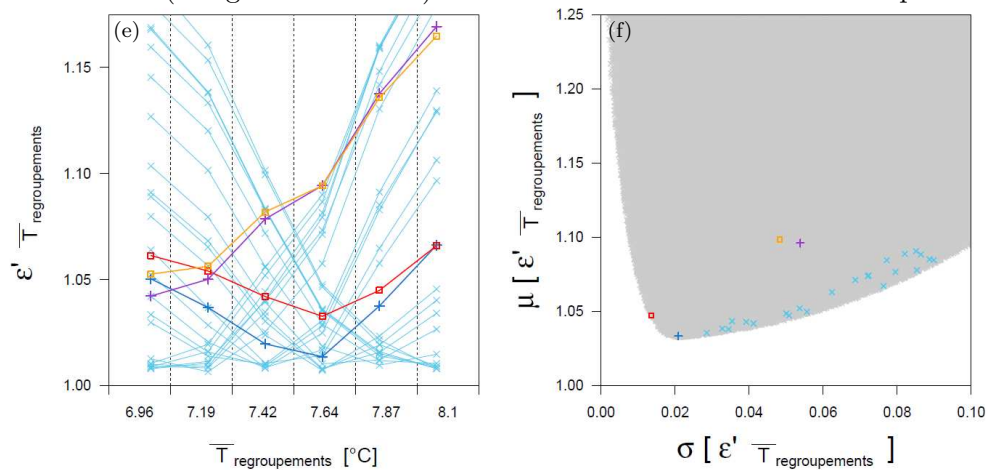 (e)
1.15
1.10
1.05
1.00
ε' T̅ regroupements
6.96 7.19 7.42 7.64 7.87 8.1
T̅ regroupements [°C]
(f)
1.25
1.20
1.15
1.10
1.05
1.00
μ [ ε' T̅ regroupements ]
0.00 0.02 0.04 0.06 0.08 0.10
σ [ ε' T̅ regroupements ]